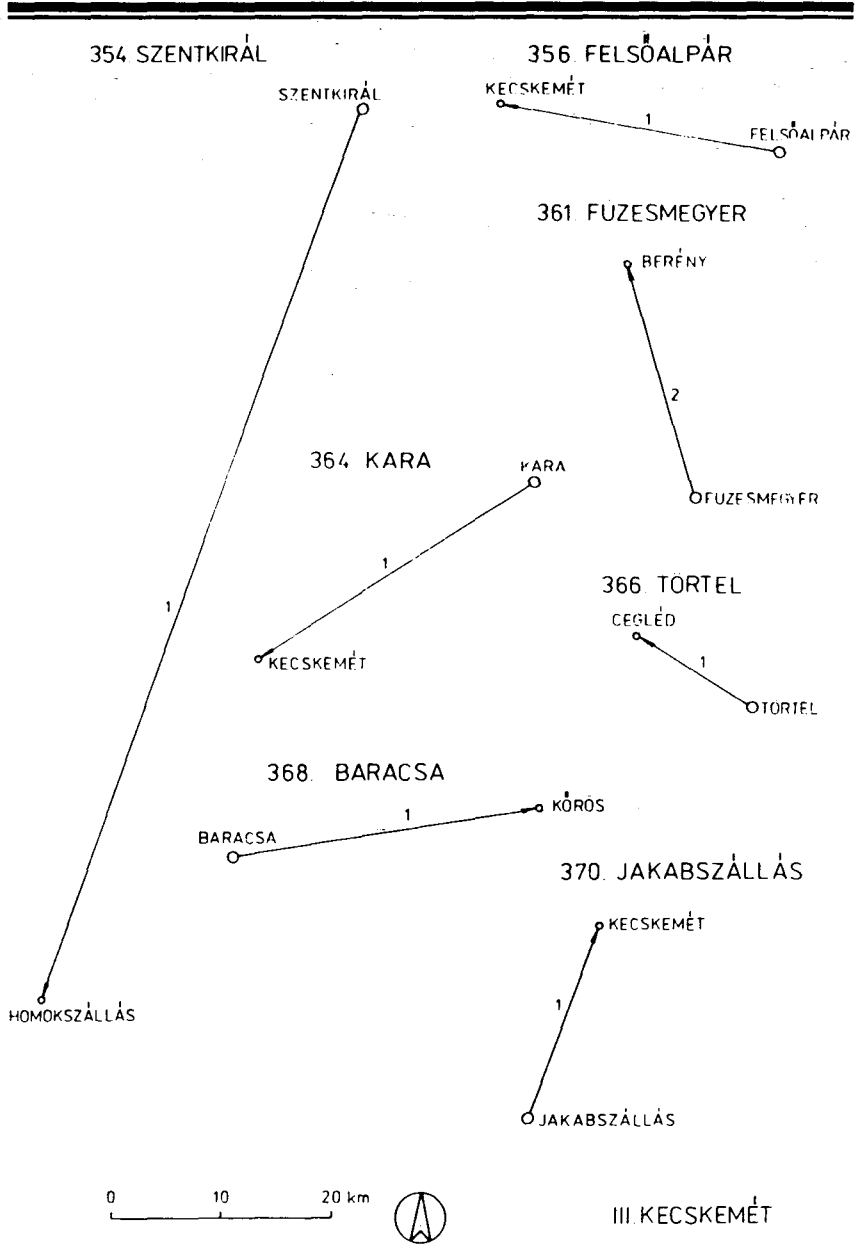 354. SZENTKIRÁL
SZENTKIRÁL
1
HOMOKSZÁLLÁS
356. FELSŐALPÁR
KECSKEMÉT
1
FELSŐALPÁR
361. FUZESMEGYER
BERÉNY
2
FUZESMEGYER
364. KARA
KARA
1
KECSKEMÉT
366. TÖRTEL
CEGLÉD
1
TÖRTEL
368. BARACSA
BARACSA
1
KŐRÖS
370. JAKABSZÁLLÁS
KECSKEMÉT
1
JAKABSZÁLLÁS
0 10 20 km
III. KECSKEMÉT